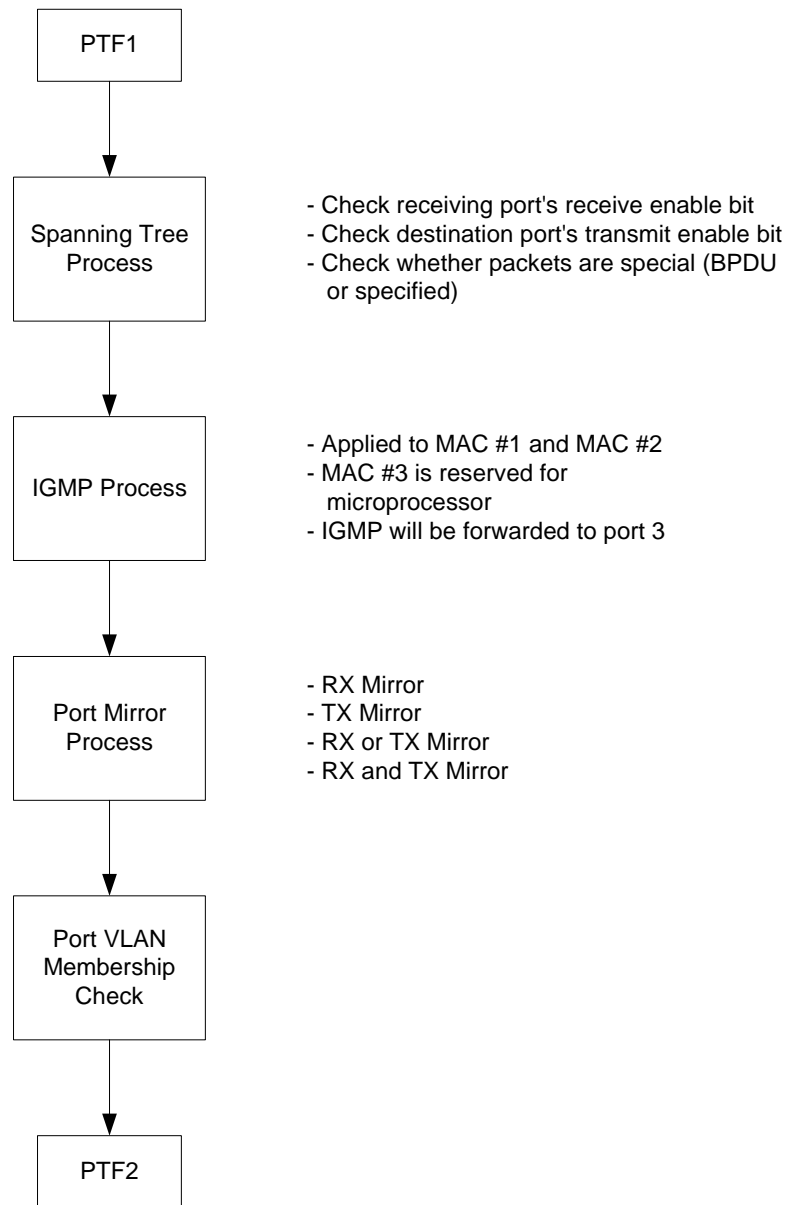 PTF1
Spanning Tree
Process
- Check receiving port's receive enable bit
- Check destination port's transmit enable bit
- Check whether packets are special (BPDU
or specified)
IGMP Process
- Applied to MAC #1 and MAC #2
- MAC #3 is reserved for
microprocessor
- IGMP will be forwarded to port 3
Port Mirror
Process
- RX Mirror
- TX Mirror
- RX or TX Mirror
- RX and TX Mirror
Port VLAN
Membership
Check
PTF2